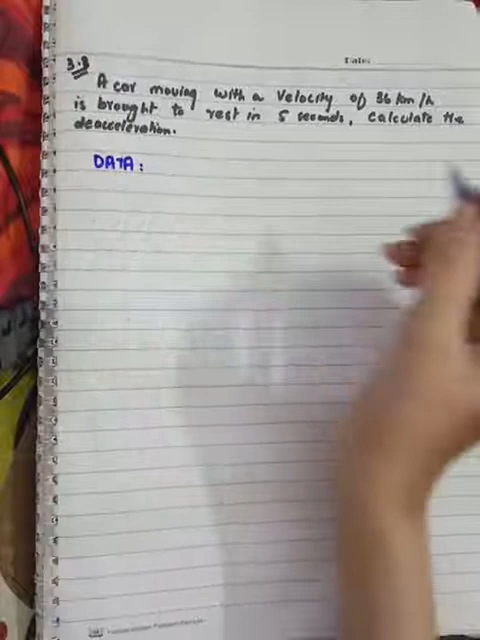 3.9
Date:
A car moving with a velocity of 36 km/h
is brought to rest in 5 seconds, Calculate the
deacceleration.
DATA: